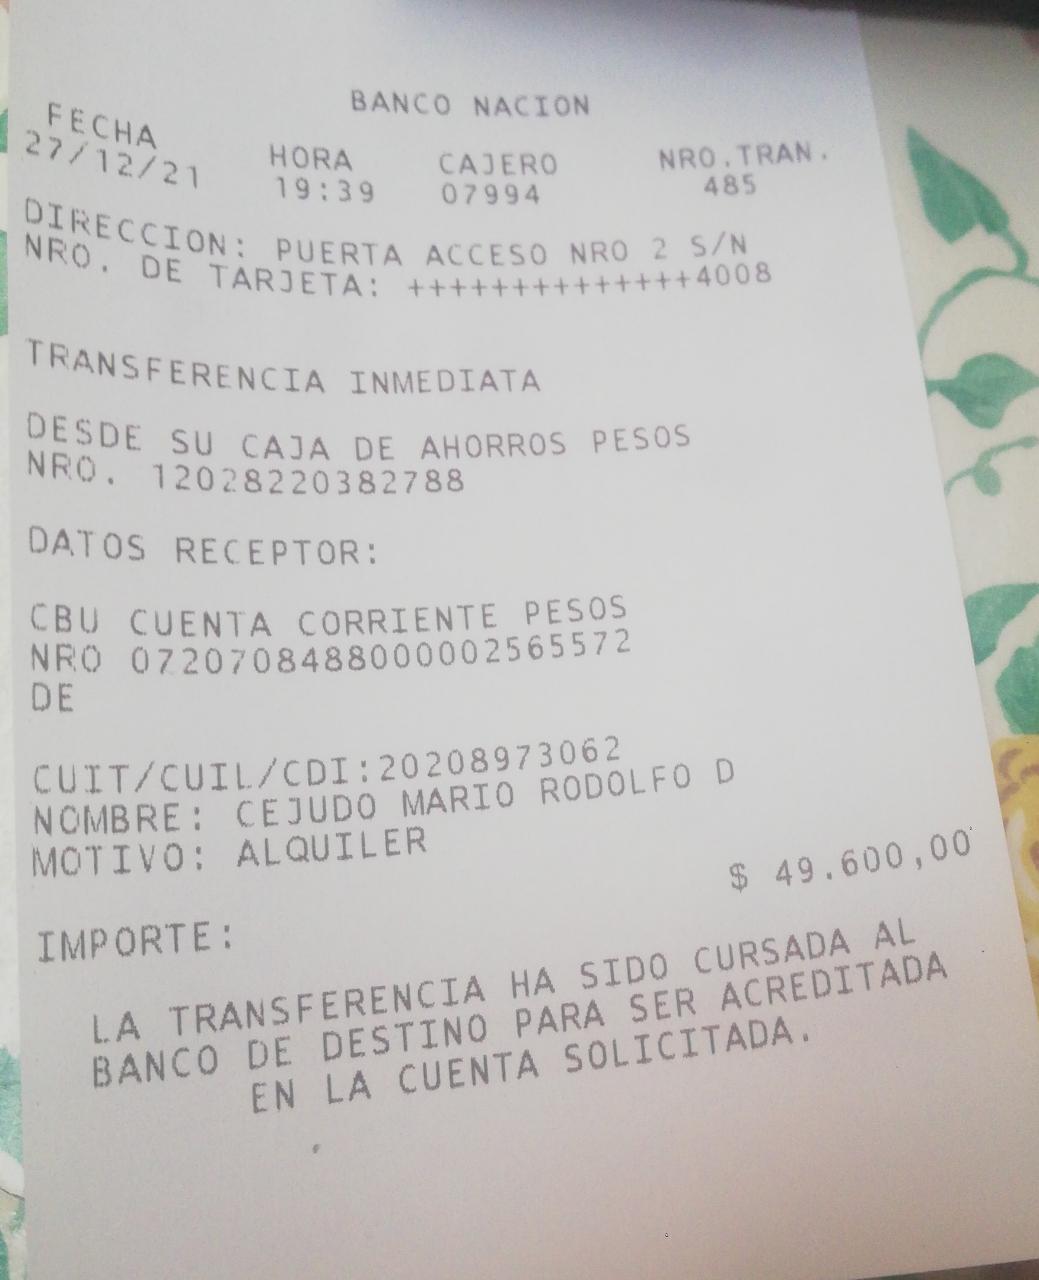 BANCO NACION
FECHA HORA CAJERO NRO.TRAN.
27/12/21 19:39 07994 485
DIRECCION: PUERTA ACCESO NRO 2 S/N
NRO. DE TARJETA: ++++++++++++++4008
TRANSFERENCIA INMEDIATA
DESDE SU CAJA DE AHORROS PESOS
NRO. 12028220382788
DATOS RECEPTOR:
CBU CUENTA CORRIENTE PESOS
NRO 0720708488000002565572
DE
CUIT/CUIL/CDI:20208973062
NOMBRE: CEJUDO MARIO RODOLFO D
MOTIVO: ALQUILER
IMPORTE: $ 49.600,00
LA TRANSFERENCIA HA SIDO CURSADA AL
BANCO DE DESTINO PARA SER ACREDITADA
EN LA CUENTA SOLICITADA.